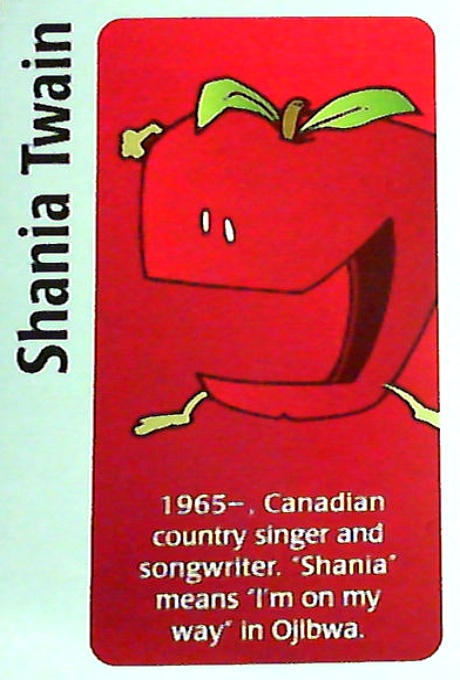 Shania Twain
1965–, Canadian
country singer and
songwriter. "Shania"
means "I'm on my
way" in Ojibwa.